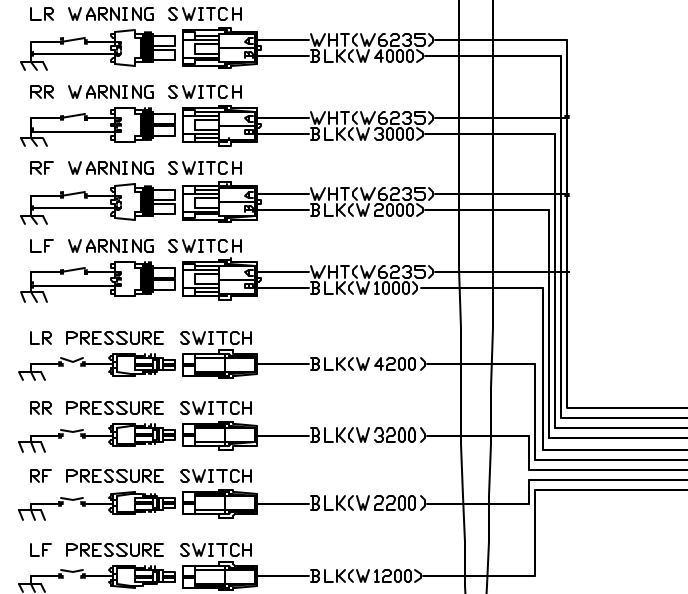 LR WARNING SWITCH
WHT(W6235)
A
B
BLK(W4000)
RR WARNING SWITCH
WHT(W6235)
A
B
BLK(W3000)
RF WARNING SWITCH
WHT(W6235)
A
B
BLK(W2000)
LF WARNING SWITCH
WHT(W6235)
A
B
BLK(W1000)
LR PRESSURE SWITCH
BLK(W4200)
RR PRESSURE SWITCH
BLK(W3200)
RF PRESSURE SWITCH
BLK(W2200)
LF PRESSURE SWITCH
BLK(W1200)